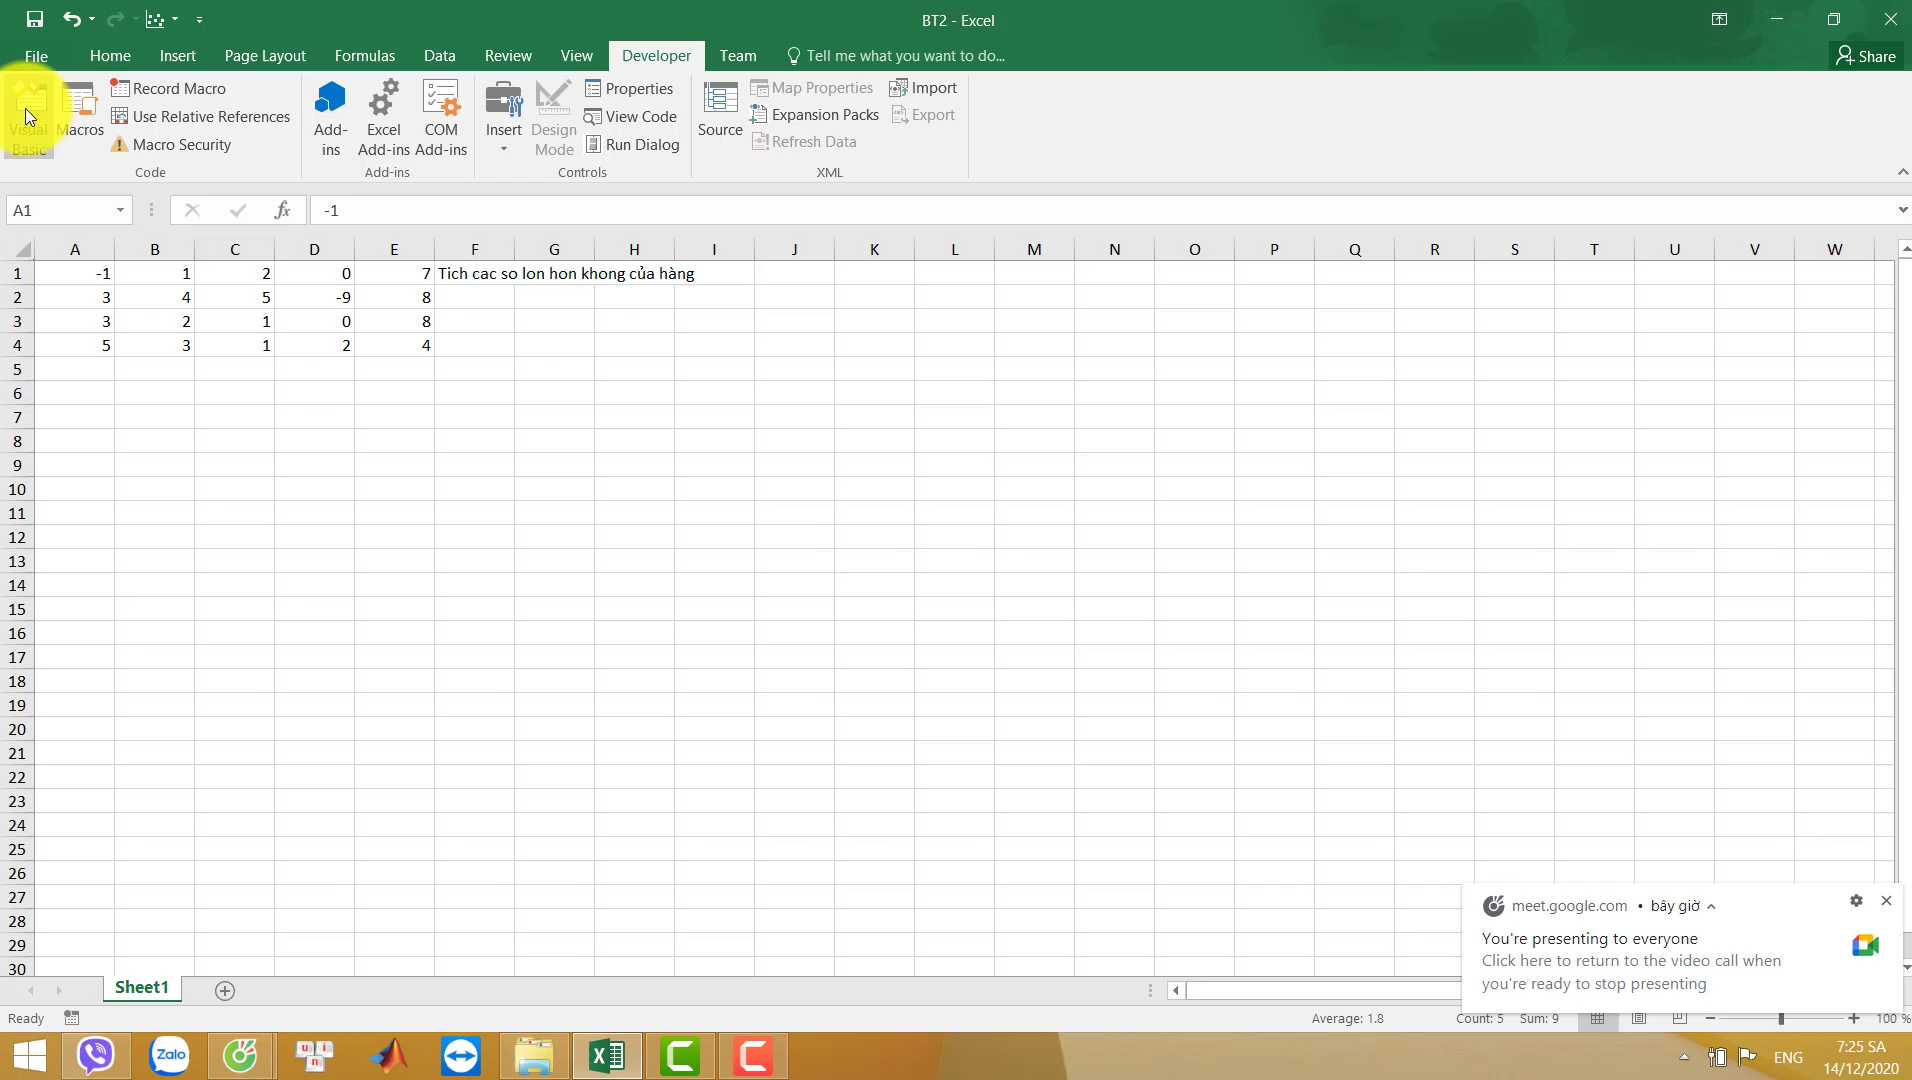 BT2 - Excel
File Home Insert Page Layout Formulas Data Review View Developer Team Tell me what you want to do... Share
Visual Basic
Macros
Record Macro
Use Relative References
Macro Security
Code
Add-ins
Excel Add-ins
COM Add-ins
Add-ins
Insert
Design Mode
Properties
View Code
Run Dialog
Controls
Source
Map Properties
Expansion Packs
Refresh Data
Import
Export
XML
A1 fx -1
A B C D E F G H I J K L M N O P Q R S T U V W
1 -1 1 2 0 7 Tich cac so lon hon khong của hàng
2 3 4 5 -9 8
3 3 2 1 0 8
4 5 3 1 2 4
5
6
7
8
9
10
11
12
13
14
15
16
17
18
19
20
21
22
23
24
25
26
27
28
29
30
meet.google.com • bây giờ
You're presenting to everyone
Click here to return to the video call when
you're ready to stop presenting
Sheet1
Ready Average: 1.8 Count: 5 Sum: 9 100 %
Zalo
u i n
ENG
7:25 SA
14/12/2020